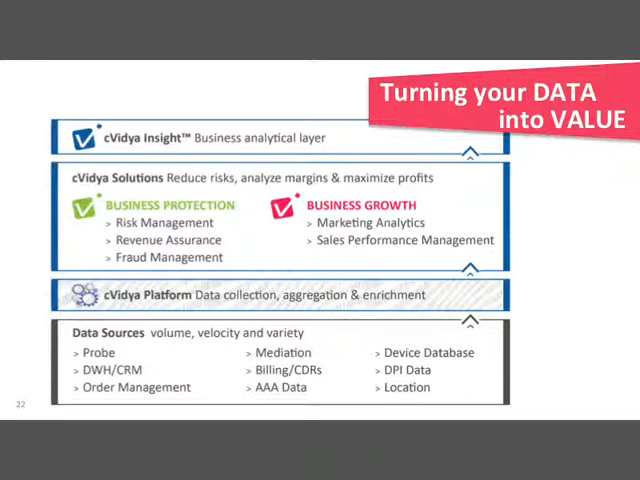 Turning your DATA
into VALUE
cVidya Insight™ Business analytical layer
cVidya Solutions Reduce risks, analyze margins & maximize profits
BUSINESS PROTECTION
> Risk Management
> Revenue Assurance
> Fraud Management
BUSINESS GROWTH
> Marketing Analytics
> Sales Performance Management
cVidya Platform Data collection, aggregation & enrichment
Data Sources volume, velocity and variety
> Probe
> DWH/CRM
> Order Management
> Mediation
> Billing/CDRs
> AAA Data
> Device Database
> DPI Data
> Location
22